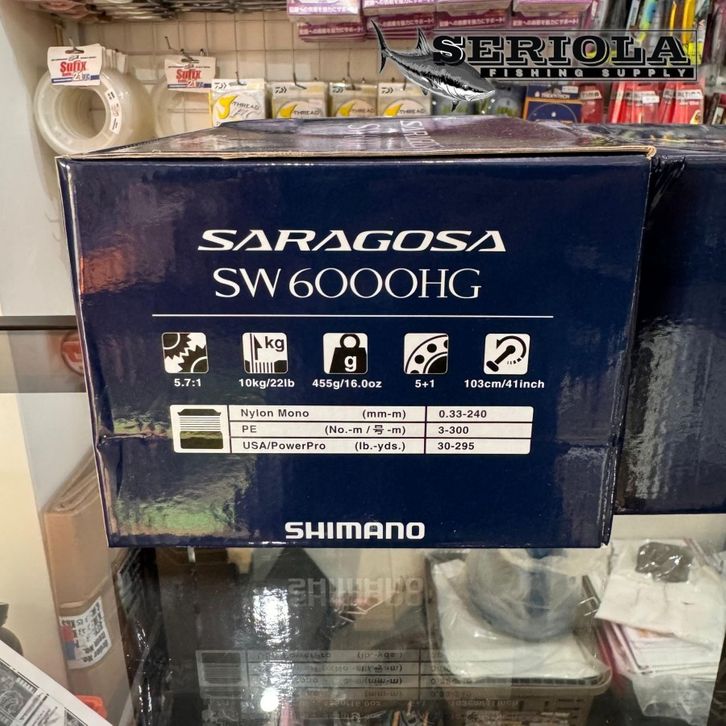 SERIOLA
FISHING SUPPLY
Sufix
Sufix
THREAD
THREAD
SARAGOSA
SW 6000HG
kg
g
5.7:1
10kg/22lb
455g/16.0oz
5+1
103cm/41inch
Nylon Mono (mm-m) 0.33-240
PE (No.-m / 号-m) 3-300
USA/PowerPro (lb.-yds.) 30-295
SHIMANO